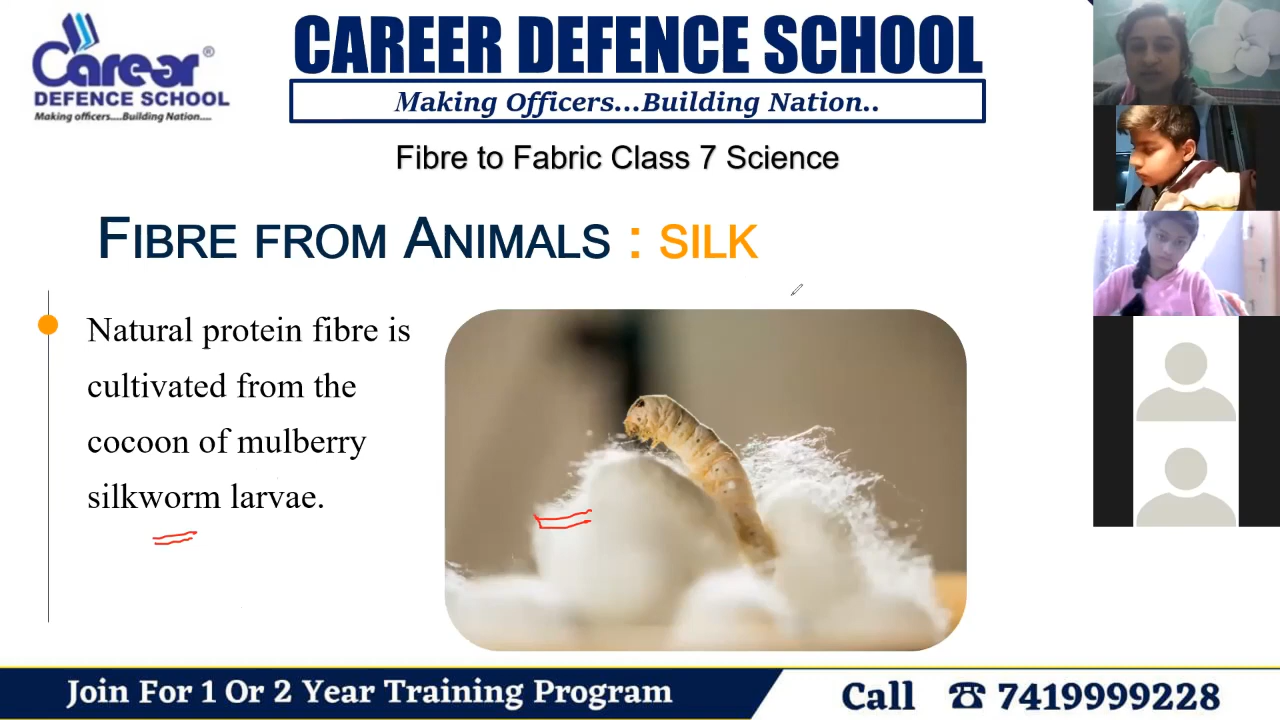 Carear®
DEFENCE SCHOOL
Making officers....Building Nation....
CAREER DEFENCE SCHOOL
Making Officers...Building Nation..
Fibre to Fabric Class 7 Science
FIBRE FROM ANIMALS : SILK
Natural protein fibre is
cultivated from the
cocoon of mulberry
silkworm larvae.
Join For 1 Or 2 Year Training Program
Call ☎ 7419999228